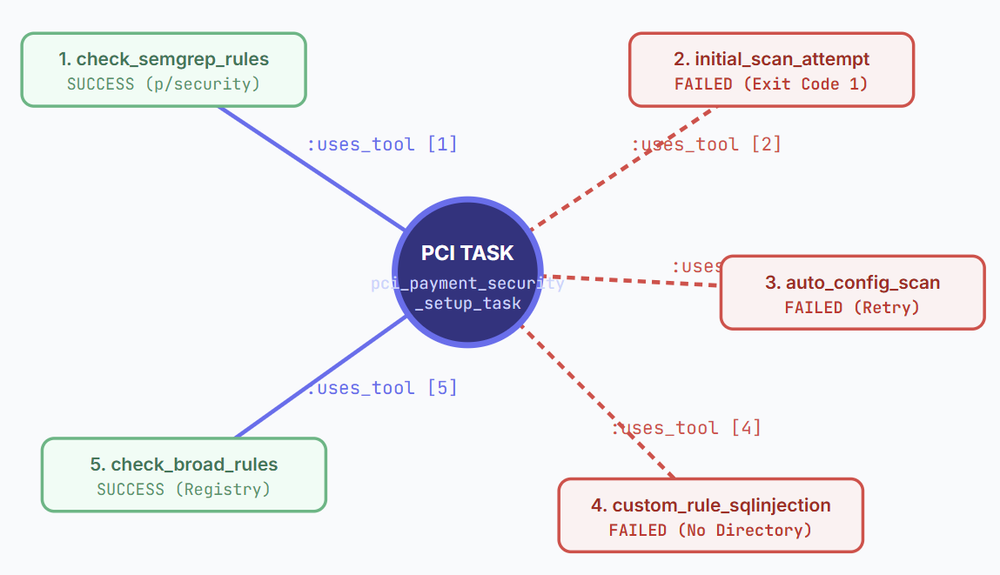 1. check_semgrep_rules
SUCCESS (p/security)
2. initial_scan_attempt
FAILED (Exit Code 1)
:uses_tool [1]
:uses_tool [2]
PCI TASK
pci_payment_security
_setup_task
:uses
3. auto_config_scan
FAILED (Retry)
:uses_tool [5]
:uses_tool [4]
5. check_broad_rules
SUCCESS (Registry)
4. custom_rule_sqlinjection
FAILED (No Directory)